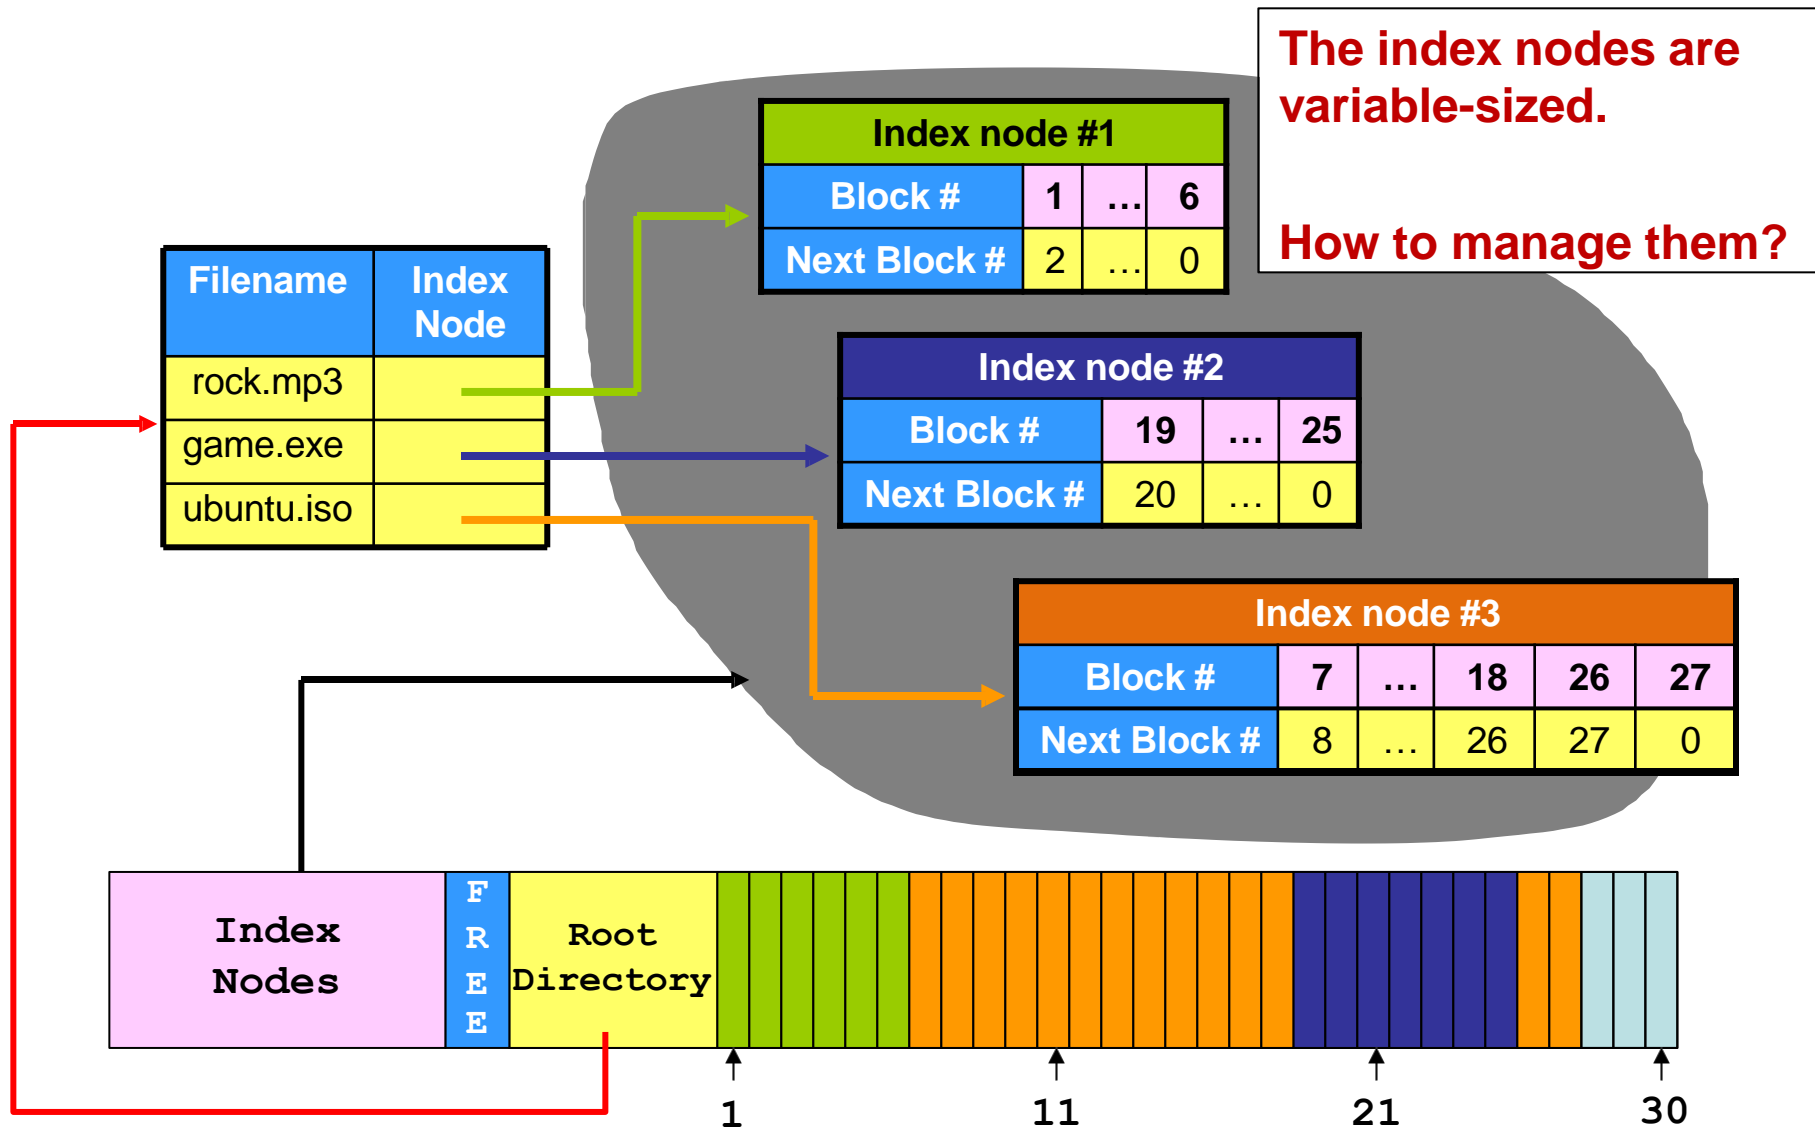 The index nodes are
variable-sized.
How to manage them?
Index node #1
Block # 1 ... 6
Next Block # 2 ... 0
Filename Index
Node
rock.mp3
game.exe
ubuntu.iso
Index node #2
Block # 19 ... 25
Next Block # 20 ... 0
Index node #3
Block # 7 ... 18 26 27
Next Block # 8 ... 26 27 0
Index
Nodes
F
R
E
E
Root
Directory
1 11 21 30